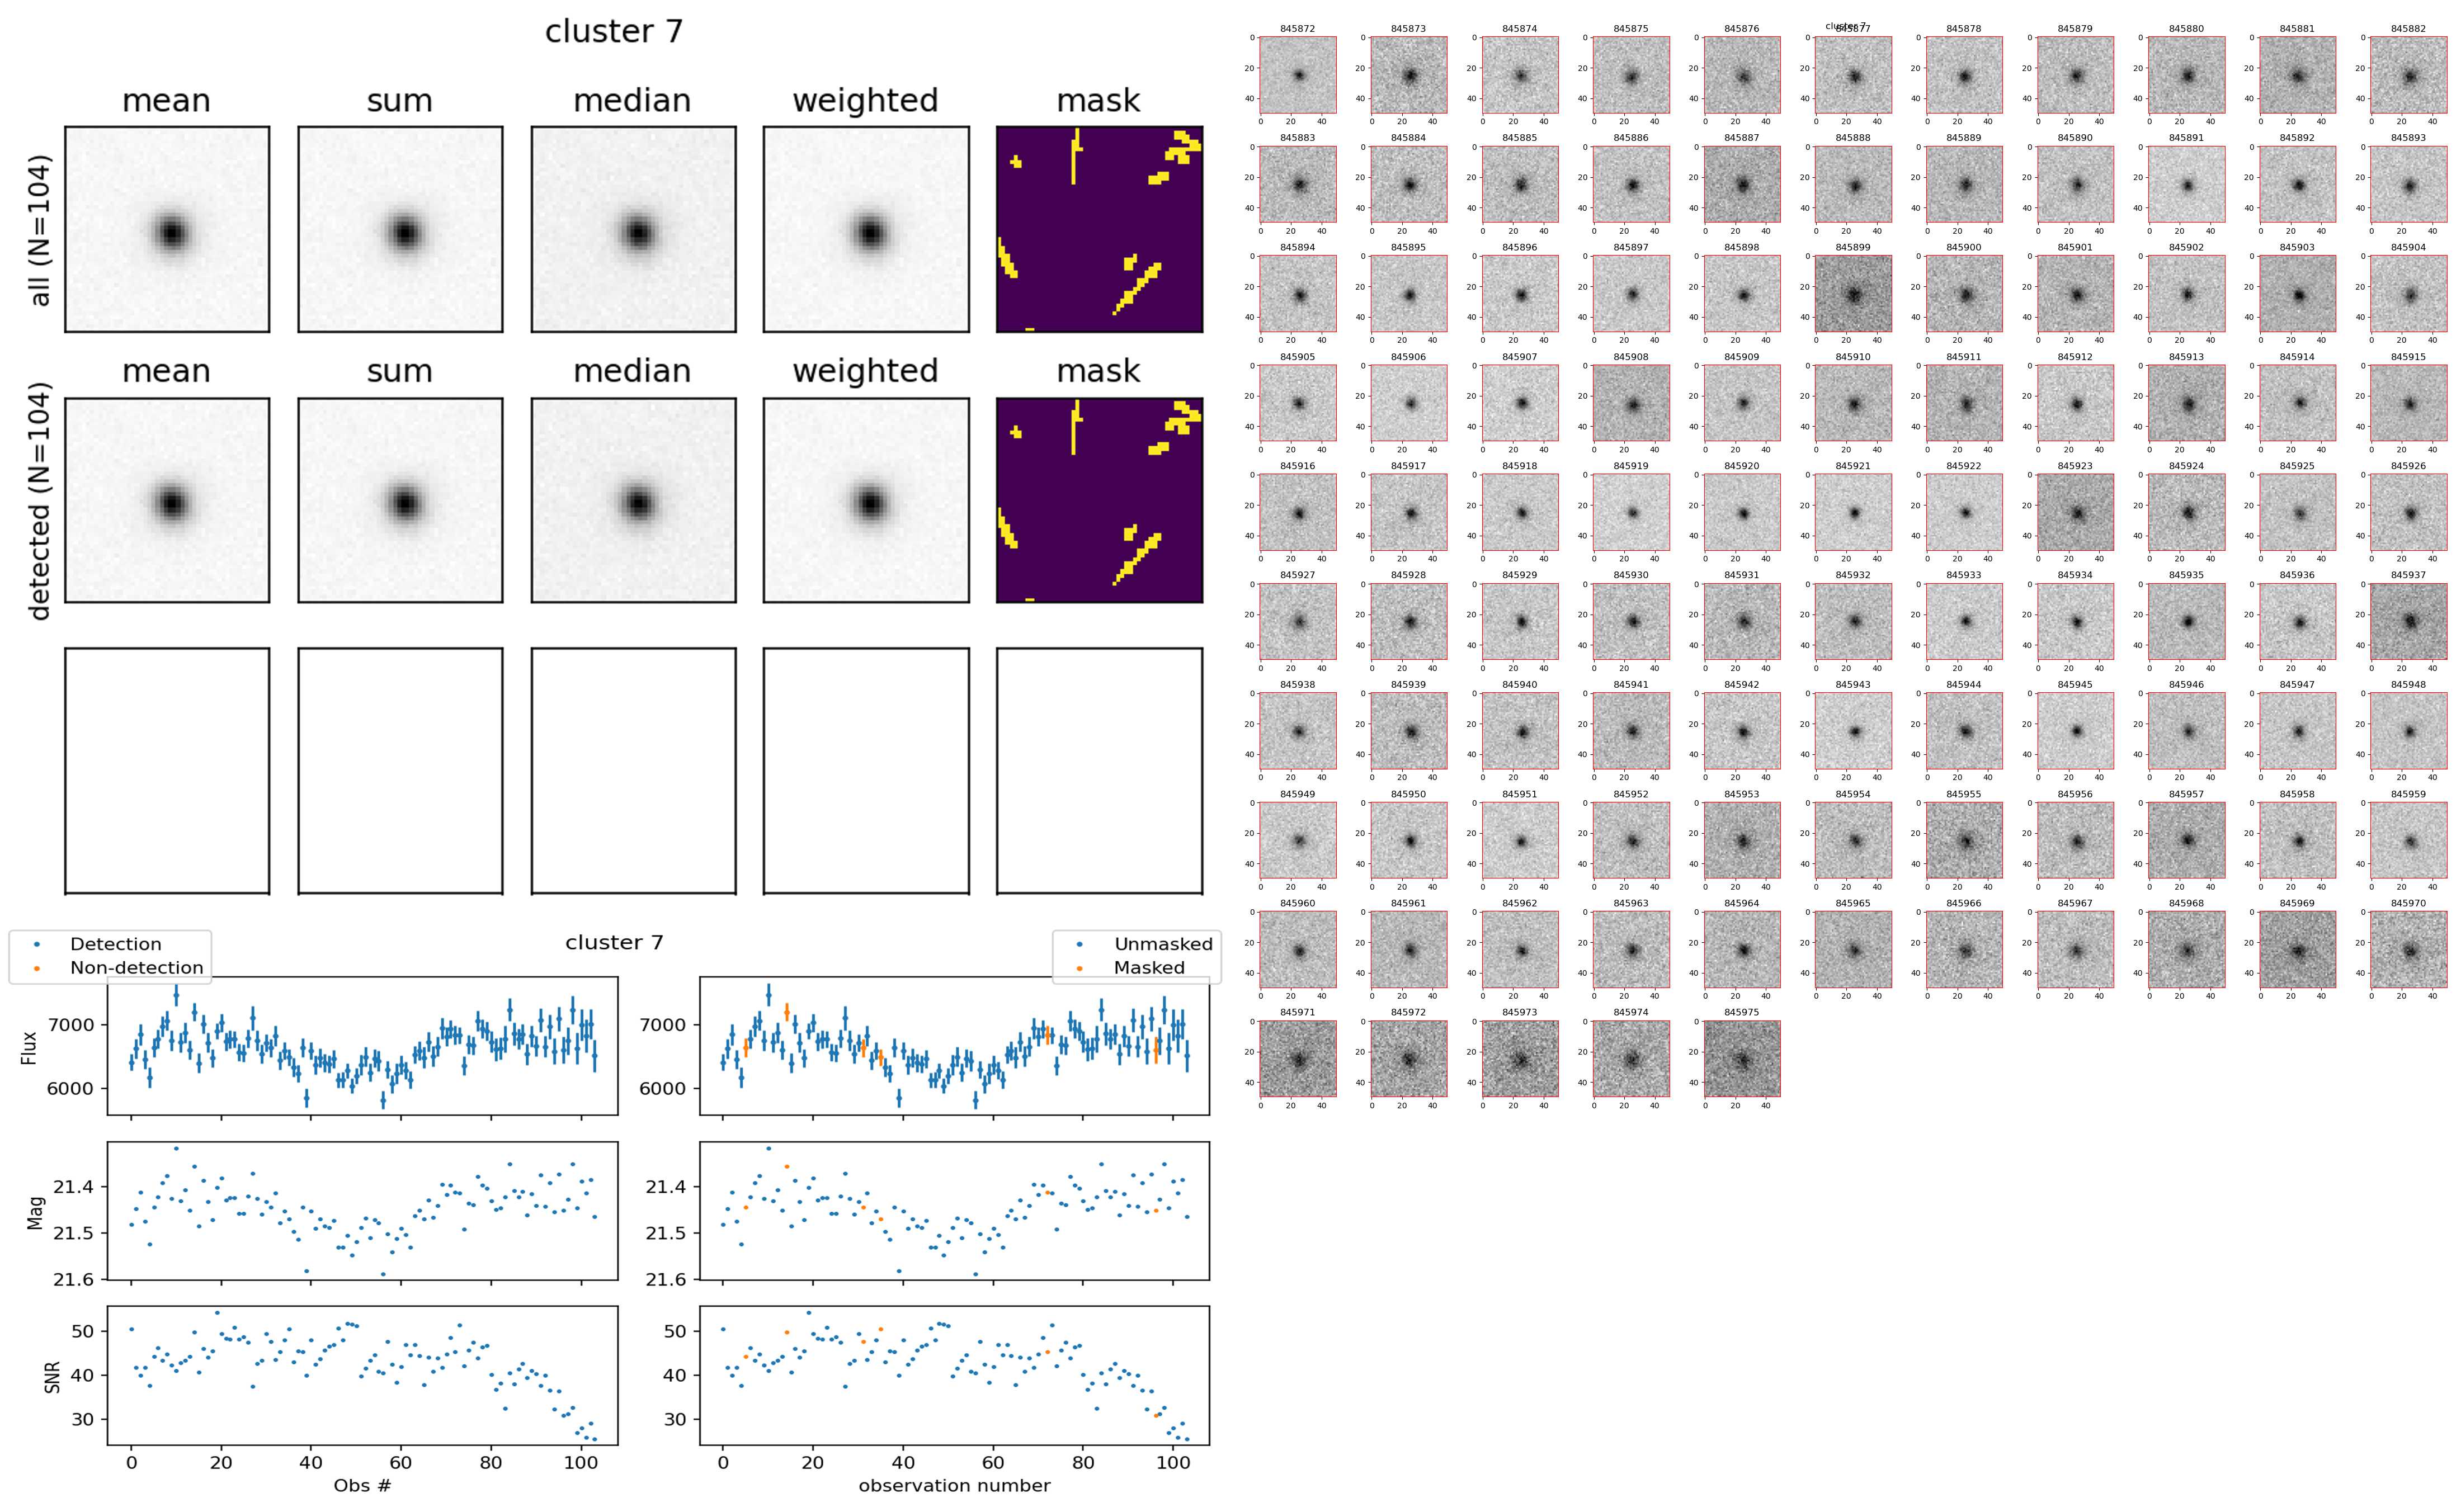 cluster 7
mean sum median weighted mask
all (N=104)
mean sum median weighted mask
detected (N=104)
Detection
Non-detection
cluster 7
Unmasked
Masked
Flux
7000
6000
7000
6000
Mag
21.4
21.5
21.6
21.4
21.5
21.6
SNR
50
40
30
50
40
30
0 20 40 60 80 100
Obs #
0 20 40 60 80 100
observation number
cluster 7
845872 845873 845874 845875 845876 845877 845878 845879 845880 845881 845882
845883 845884 845885 845886 845887 845888 845889 845890 845891 845892 845893
845894 845895 845896 845897 845898 845899 845900 845901 845902 845903 845904
845905 845906 845907 845908 845909 845910 845911 845912 845913 845914 845915
845916 845917 845918 845919 845920 845921 845922 845923 845924 845925 845926
845927 845928 845929 845930 845931 845932 845933 845934 845935 845936 845937
845938 845939 845940 845941 845942 845943 845944 845945 845946 845947 845948
845949 845950 845951 845952 845953 845954 845955 845956 845957 845958 845959
845960 845961 845962 845963 845964 845965 845966 845967 845968 845969 845970
845971 845972 845973 845974 845975